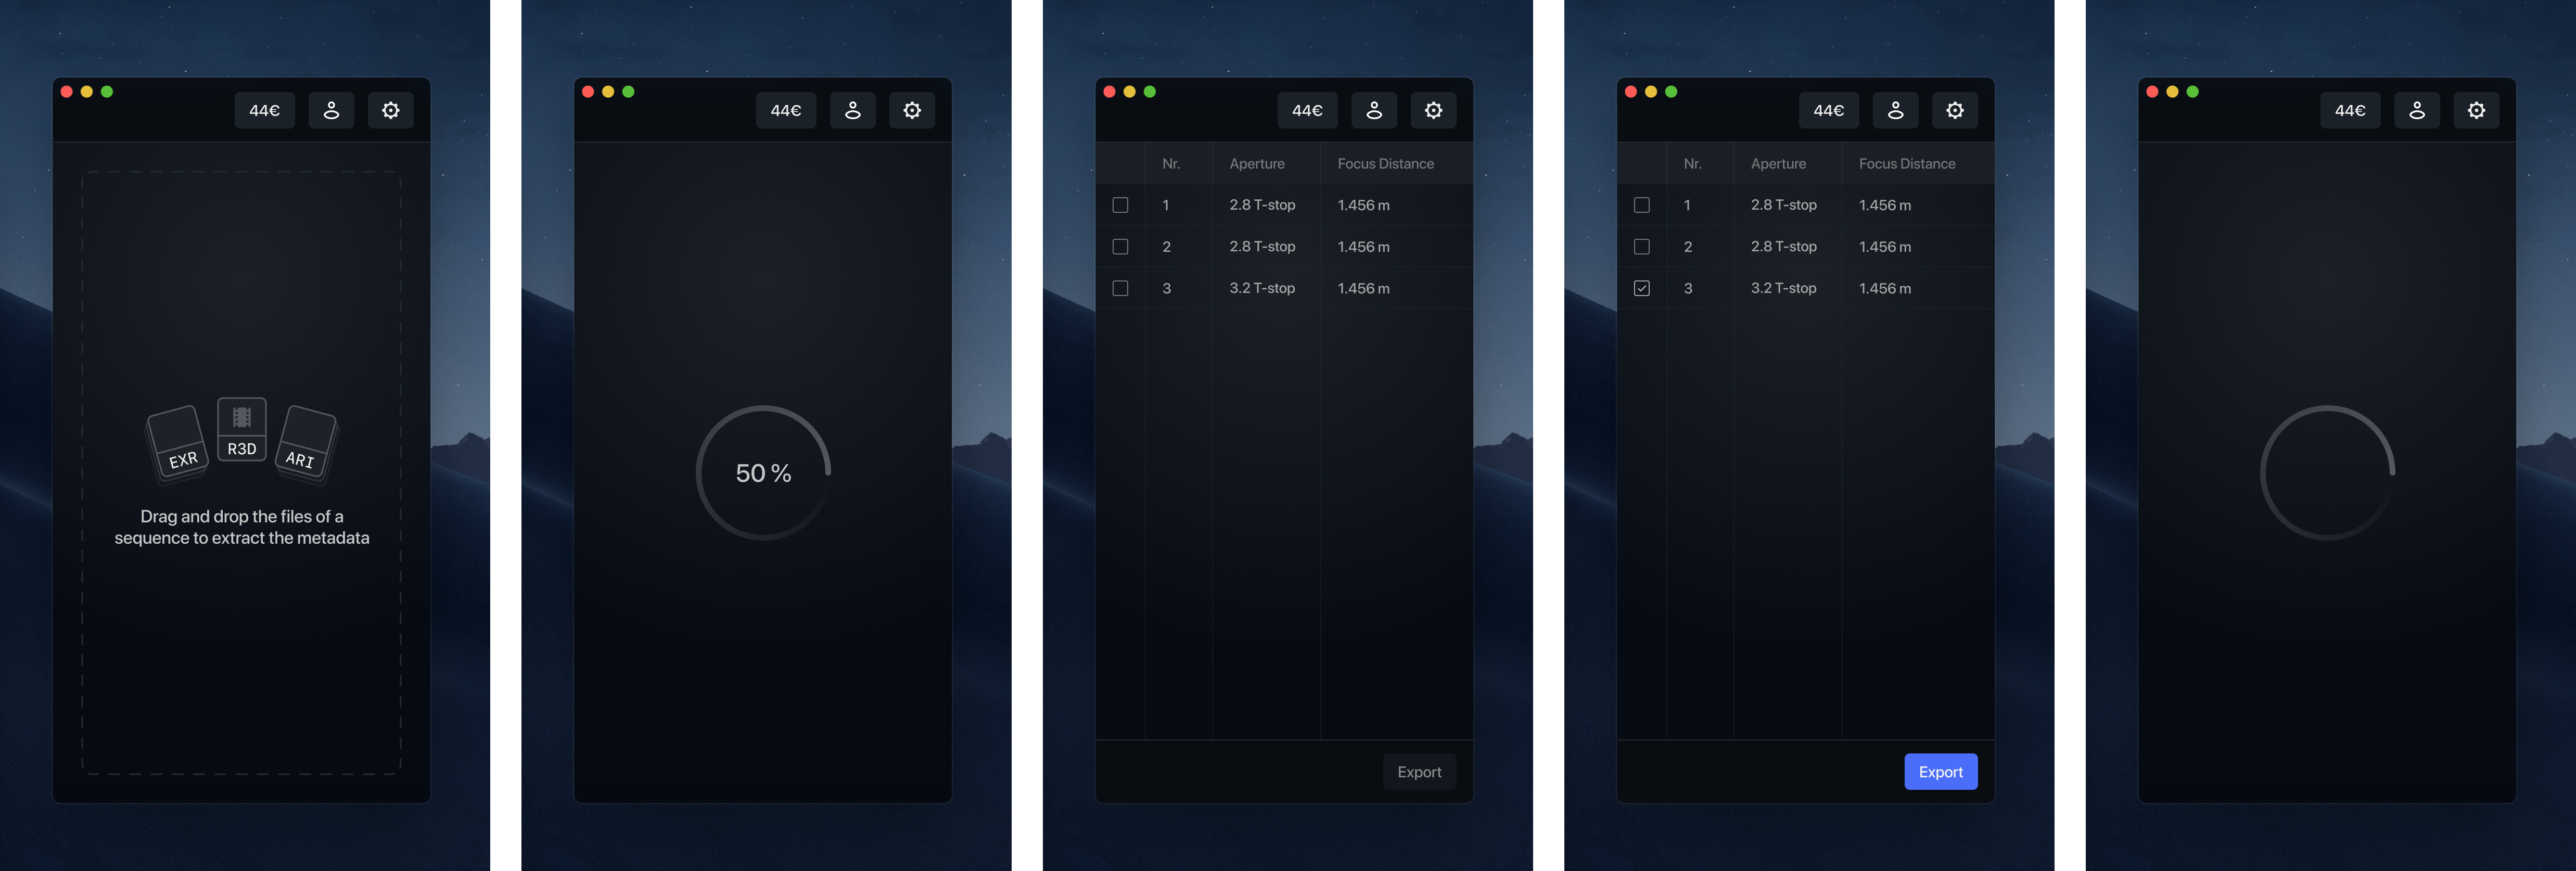 44€
EXR
R3D
ARI
Drag and drop the files of a
sequence to extract the metadata
44€
50 %
44€
Nr. Aperture Focus Distance
1 2.8 T-stop 1.456 m
2 2.8 T-stop 1.456 m
3 3.2 T-stop 1.456 m
Export
44€
Nr. Aperture Focus Distance
1 2.8 T-stop 1.456 m
2 2.8 T-stop 1.456 m
3 3.2 T-stop 1.456 m
Export
44€